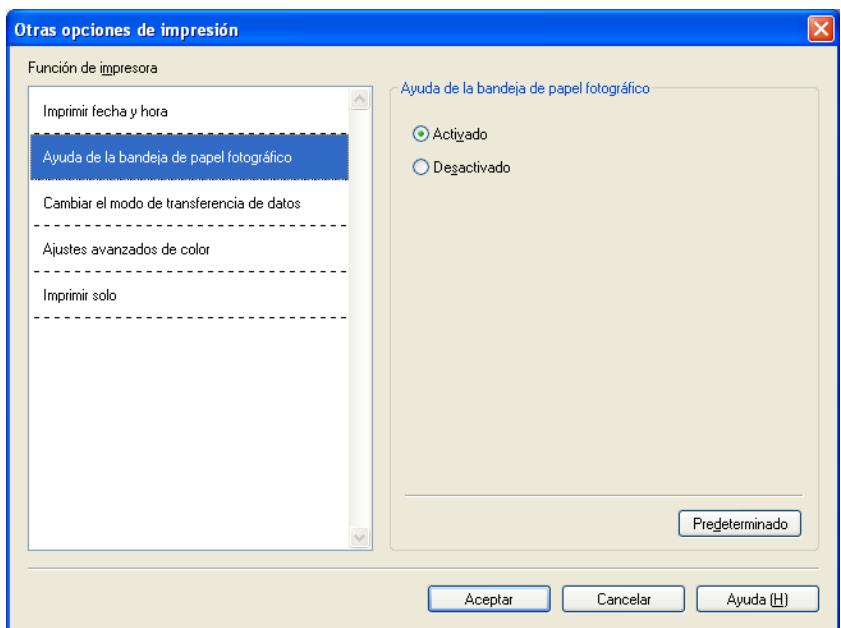 Otras opciones de impresión
Función de impresora
Imprimir fecha y hora
Ayuda de la bandeja de papel fotográfico
Cambiar el modo de transferencia de datos
Ajustes avanzados de color
Imprimir solo
Ayuda de la bandeja de papel fotográfico
Activado
Desactivado
Predeterminado
Aceptar
Cancelar
Ayuda (H)